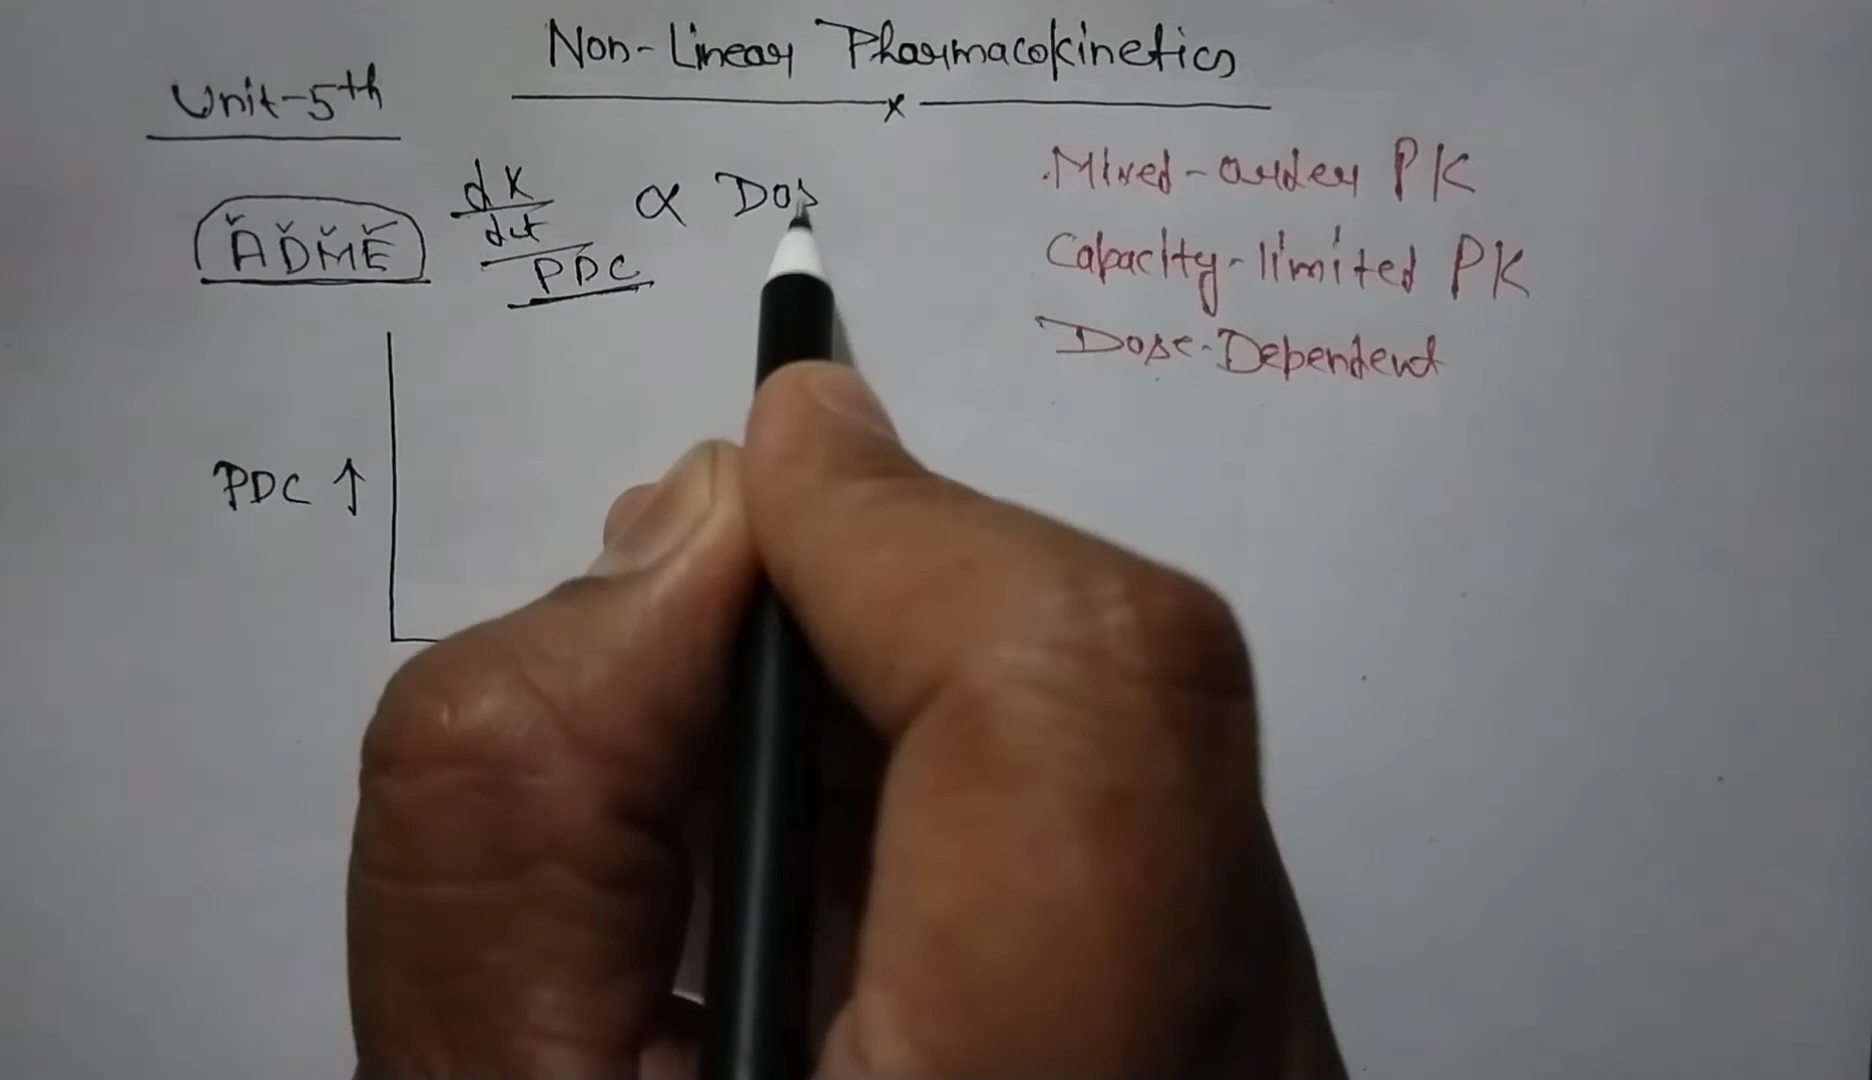 Non-Linear Pharmacokinetics
Unit-5th
x
ADME
dx
dt
PDC
∝ Dos
Mixed-order PK
Capacity-limited PK
Dose-Dependent
PDC ↑